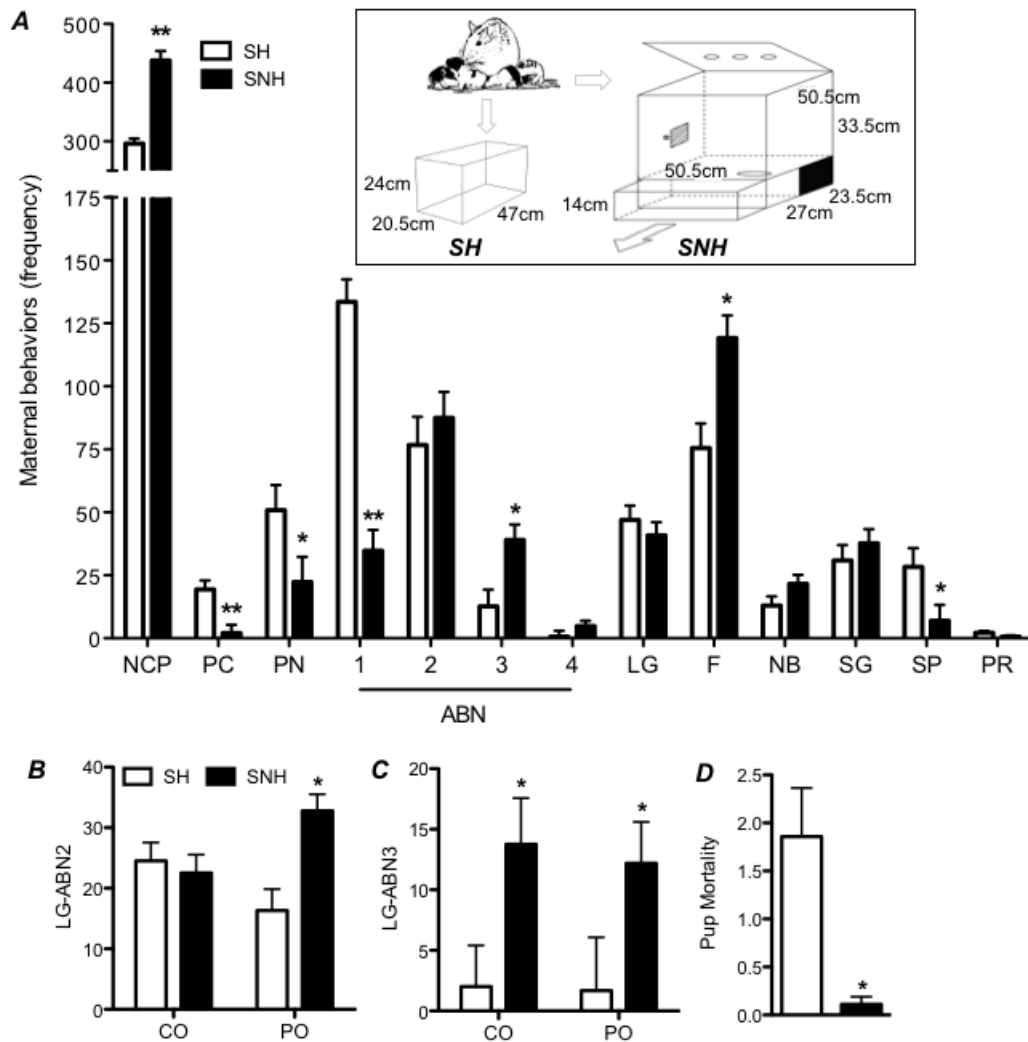 A
Maternal behaviors (frequency)
500
400
300
175
150
125
100
75
50
25
0
**
SH
SNH
24cm
20.5cm
47cm
SH
50.5cm
33.5cm
50.5cm
14cm
23.5cm
27cm
SNH
**
*
**
*
*
*
NCP PC PN 1 2 3 4 LG F NB SG SP PR
ABN
B
SH SNH
LG-ABN2
40
30
20
10
0
*
CO PO
C
LG-ABN3
20
15
10
5
0
* *
CO PO
D
Pup Mortality
2.5
2.0
1.5
1.0
0.5
0.0
*